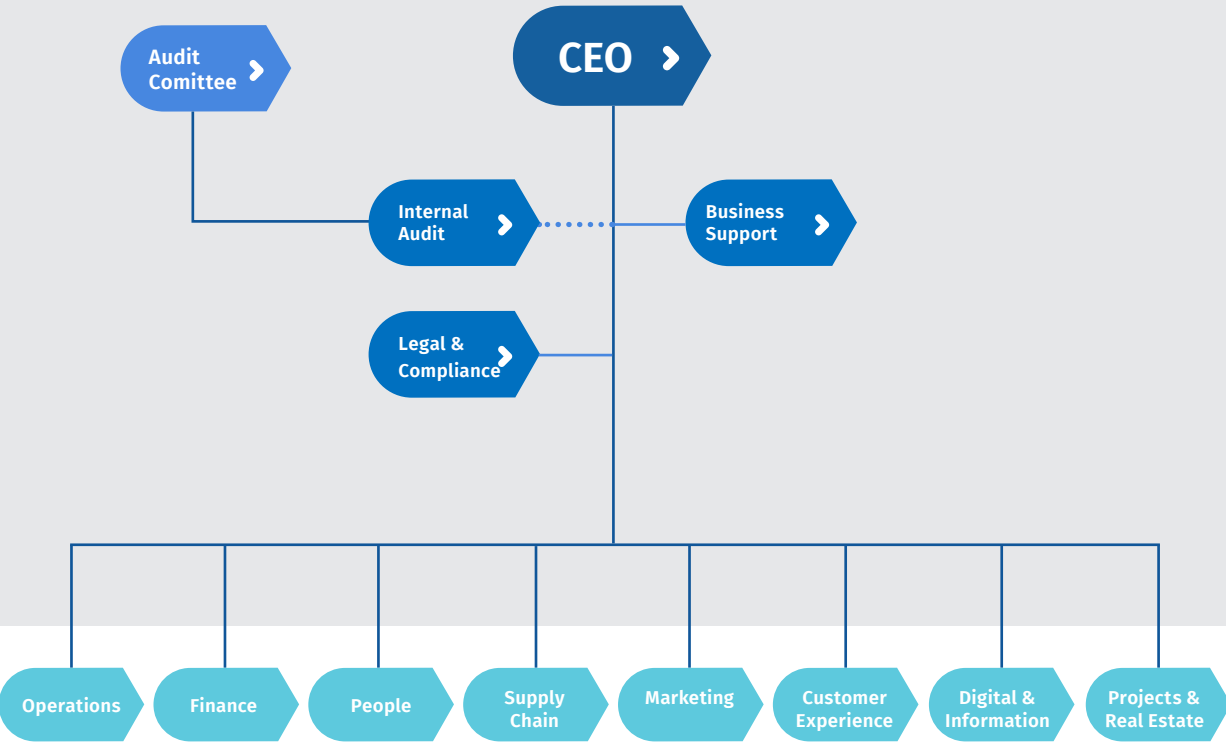 Audit
Comittee
CEO
Internal
Audit
Business
Support
Legal &
Compliance
Operations
Finance
People
Supply
Chain
Marketing
Customer
Experience
Digital &
Information
Projects &
Real Estate